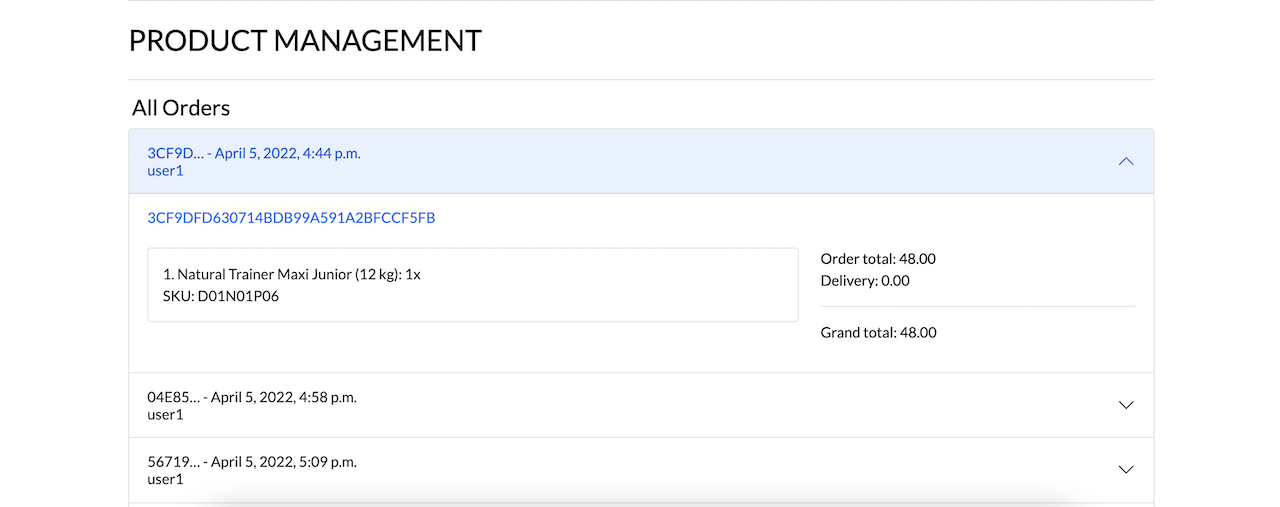 PRODUCT MANAGEMENT
All Orders
3CF9D... - April 5, 2022, 4:44 p.m.
user1
3CF9DFD630714BDB99A591A2BFCCF5FB
1. Natural Trainer Maxi Junior (12 kg): 1x
SKU: D01N01P06
Order total: 48.00
Delivery: 0.00
Grand total: 48.00
04E85... - April 5, 2022, 4:58 p.m.
user1
56719... - April 5, 2022, 5:09 p.m.
user1